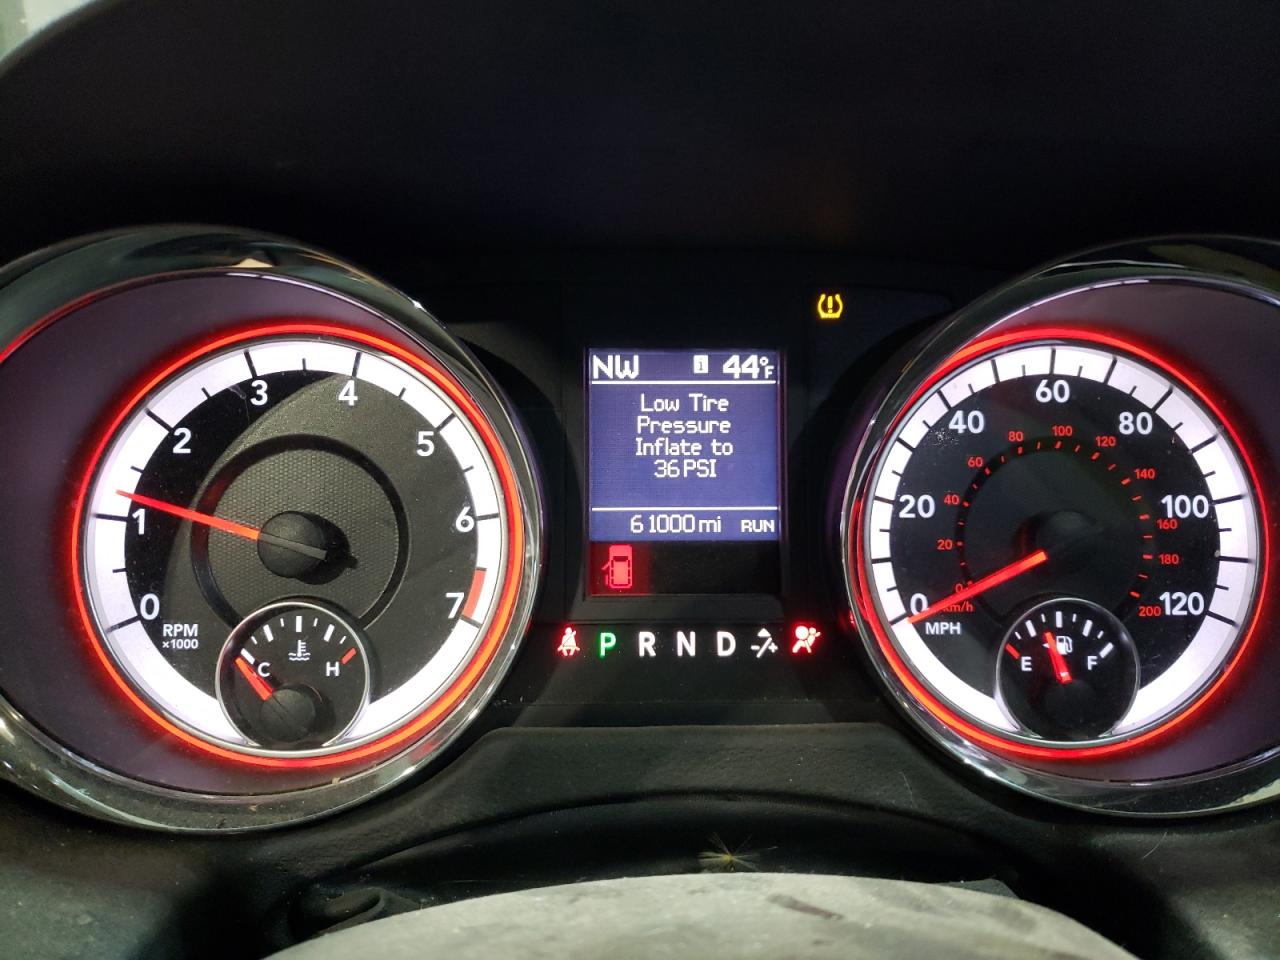 NW i 44°F
Low Tire
Pressure
Inflate to
36 PSI
61000 mi RUN
P R N D
0 1 2 3 4 5 6 7
RPM
x1000
C H
0 20 40 60 80 100 120
MPH
0 20 40 60 80 100 120 140 160 180 200
km/h
E F